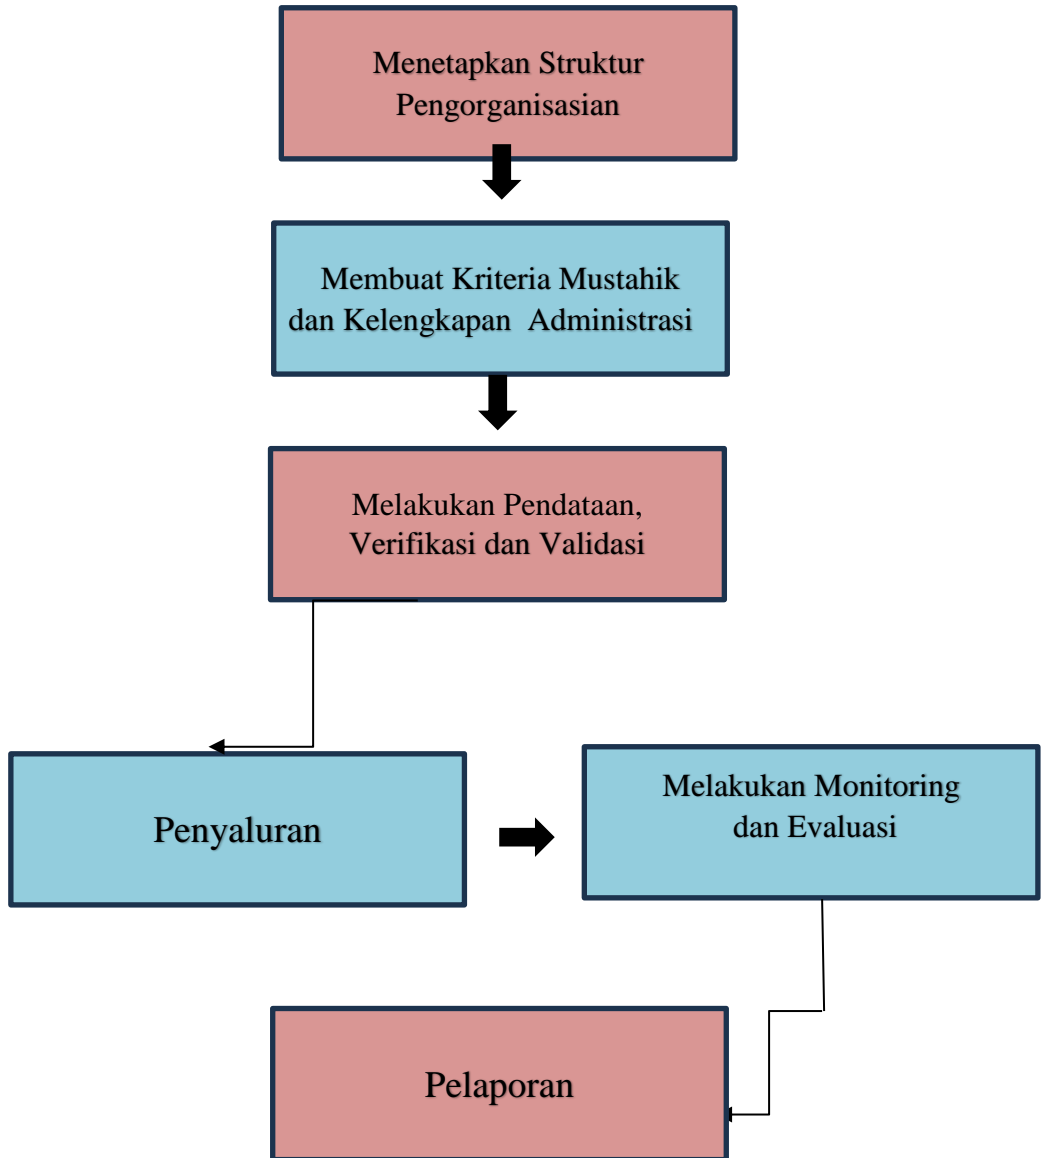 Menetapkan Struktur
Pengorganisasian
Membuat Kriteria Mustahik
dan Kelengkapan Administrasi
Melakukan Pendataan,
Verifikasi dan Validasi
Penyaluran
Melakukan Monitoring
dan Evaluasi
Pelaporan